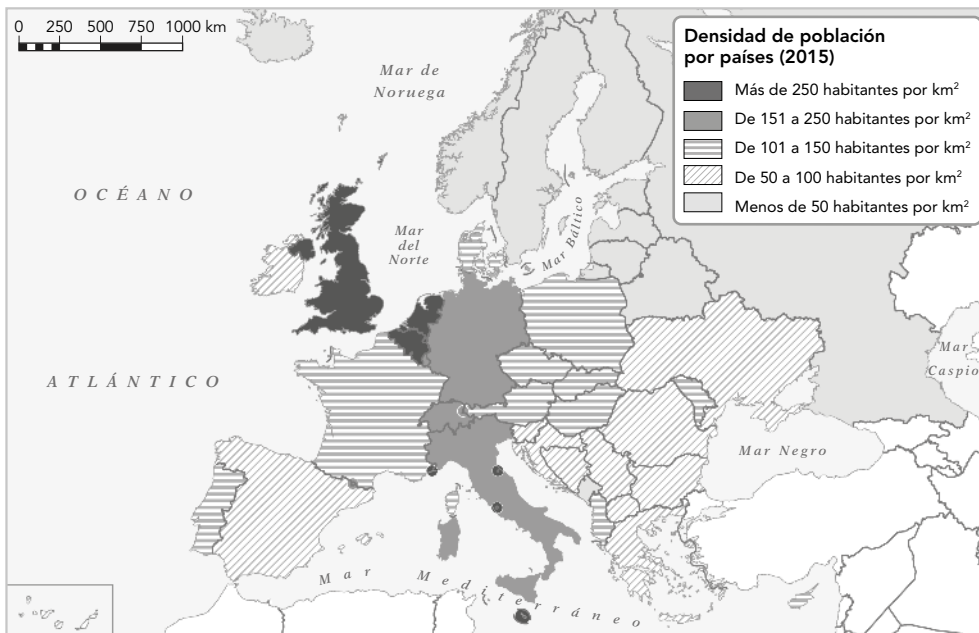 0 250 500 750 1000 km
Densidad de población
por países (2015)
Más de 250 habitantes por km²
De 151 a 250 habitantes por km²
De 101 a 150 habitantes por km²
De 50 a 100 habitantes por km²
Menos de 50 habitantes por km²
Mar de
Noruega
OCÉANO
Mar
del
Norte
Mar Báltico
Mar
Caspio
ATLÁNTICO
Mar Negro
Mar Mediterráneo